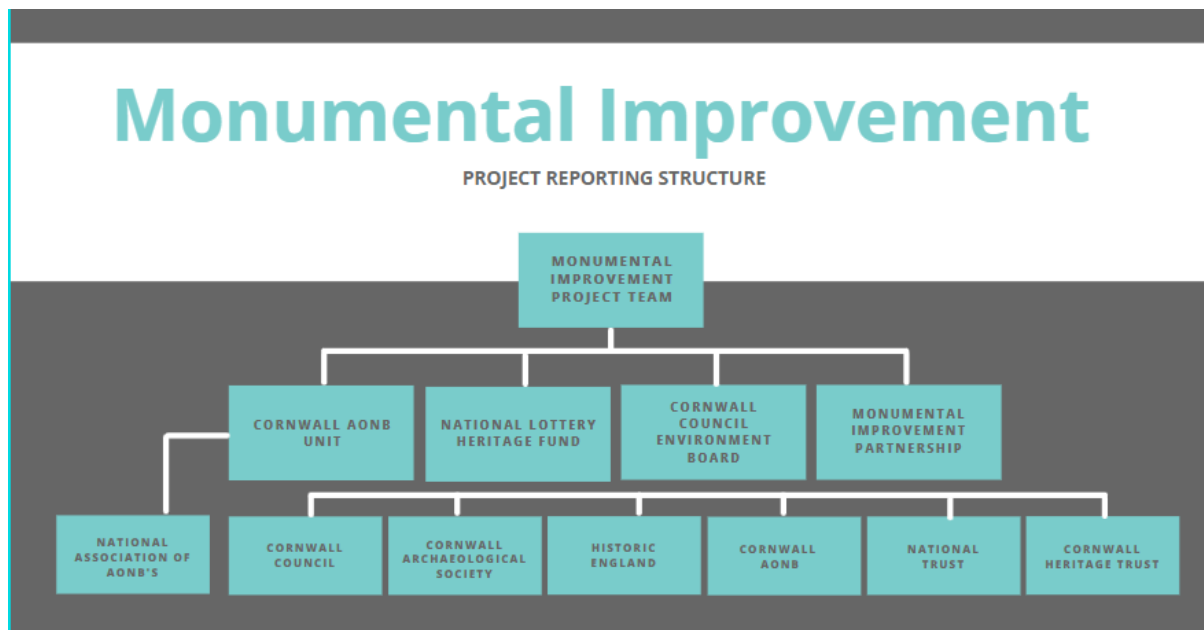 Monumental Improvement
PROJECT REPORTING STRUCTURE
MONUMENTAL
IMPROVEMENT
PROJECT TEAM
CORNWALL AONB
UNIT
NATIONAL LOTTERY
HERITAGE FUND
CORNWALL
COUNCIL
ENVIRONMENT
BOARD
MONUMENTAL
IMPROVEMENT
PARTNERSHIP
NATIONAL
ASSOCIATION OF
AONB'S
CORNWALL
COUNCIL
CORNWALL
ARCHAEOLOGICAL
SOCIETY
HISTORIC
ENGLAND
CORNWALL
AONB
NATIONAL
TRUST
CORNWALL
HERITAGE TRUST